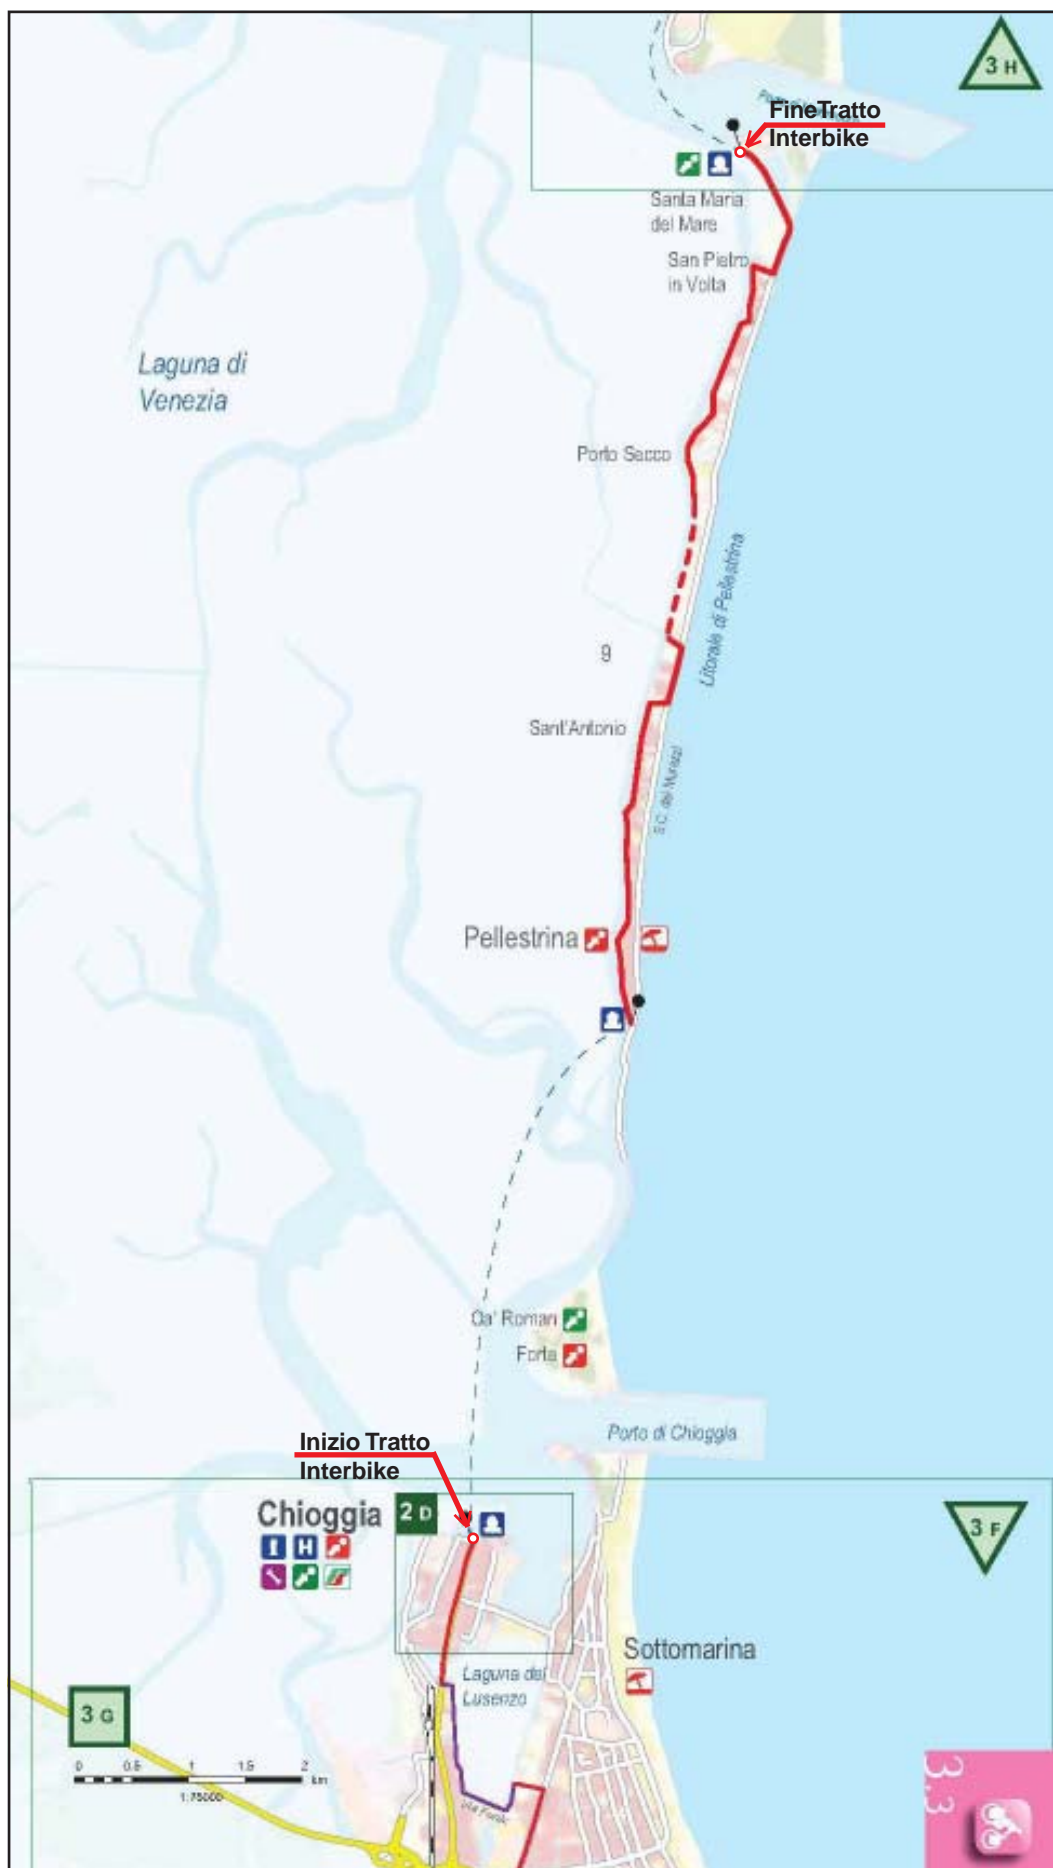 3 H
FineTratto
Interbike
Santa Maria
del Mare
San Pietro
in Volta
Laguna di
Venezia
Porto Secco
Litorale di Pellestrina
9
Sant'Antonio
S.C. dei Murazzi
Pellestrina
Ca' Roman
Forte
Porto di Chioggia
Inizio Tratto
Interbike
Chioggia
2 D
i H
3 F
Sottomarina
Laguna del
Lusenzo
3 G
0 0.5 1 1.5 2
km
1:75000
3.3